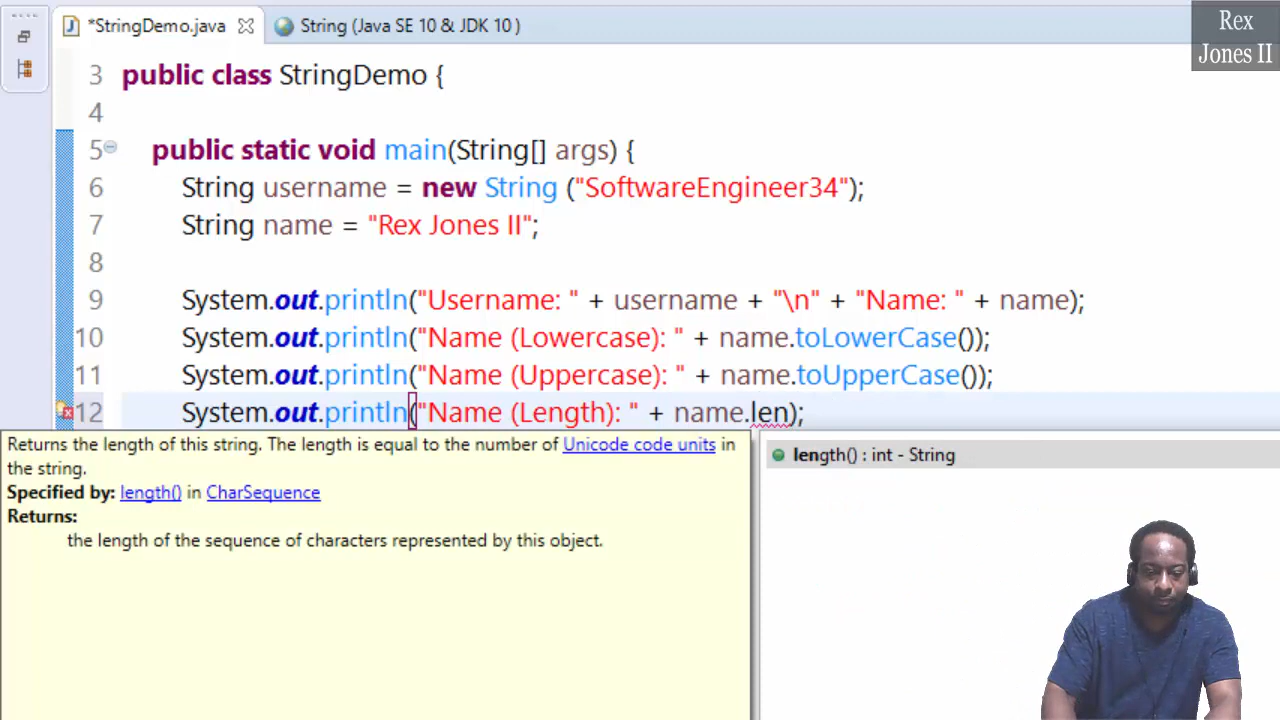 *StringDemo.java
String (Java SE 10 & JDK 10 )
Rex
Jones II
3 public class StringDemo {
4
5 public static void main(String[] args) {
6 String username = new String ("SoftwareEngineer34");
7 String name = "Rex Jones II";
8
9 System.out.println("Username: " + username + "\n" + "Name: " + name);
10 System.out.println("Name (Lowercase): " + name.toLowerCase());
11 System.out.println("Name (Uppercase): " + name.toUpperCase());
12 System.out.println("Name (Length): " + name.len);
Returns the length of this string. The length is equal to the number of Unicode code units in
the string.
Specified by: length() in CharSequence
Returns:
the length of the sequence of characters represented by this object.
length() : int - String